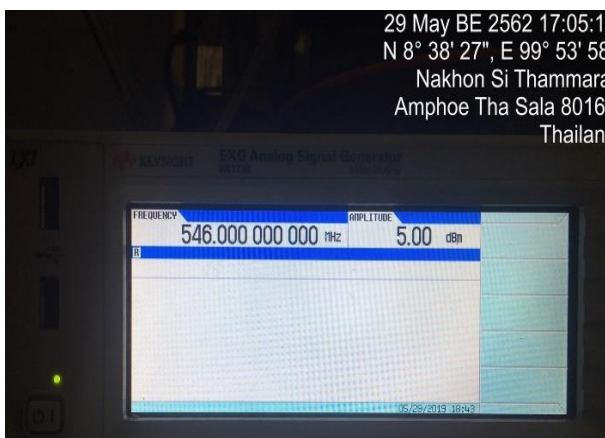 29 May BE 2562 17:05:1
N 8° 38' 27", E 99° 53' 58
Nakhon Si Thammara
Amphoe Tha Sala 8016
Thailan
LXI
KEYSIGHT EXG Analog Signal Generator
FREQUENCY AMPLITUDE
546.000 000 000 MHz 5.00 dBm
R
05/29/2019 18:43